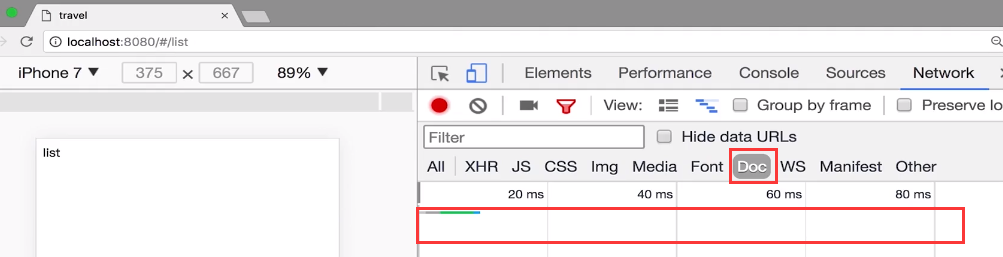 travel
localhost:8080/#/list
iPhone 7 ▼ 375 × 667 89% ▼
Elements Performance Console Sources Network
View: Group by frame Preserve lo
Filter Hide data URLs
All XHR JS CSS Img Media Font Doc WS Manifest Other
20 ms 40 ms 60 ms 80 ms
list